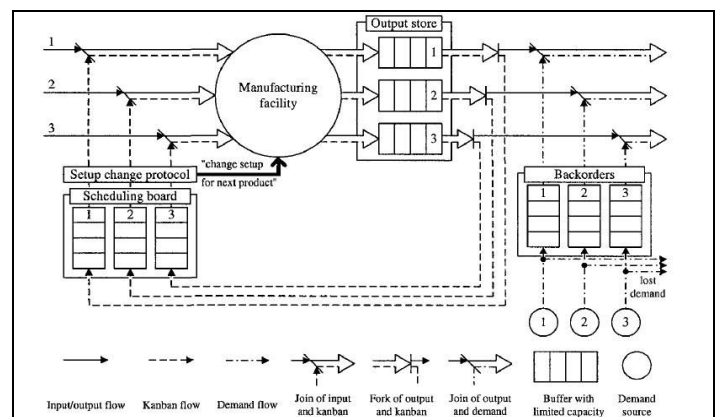 Output store
1
1
2
Manufacturing
facility
2
3
3
"change setup
for next product"
Setup change protocol
Scheduling board
1 2 3
Backorders
1 2 3
lost
demand
1 2 3
Input/output flow
Kanban flow
Demand flow
Join of input
and kanban
Fork of output
and kanban
Join of output
and demand
Buffer with
limited capacity
Demand
source